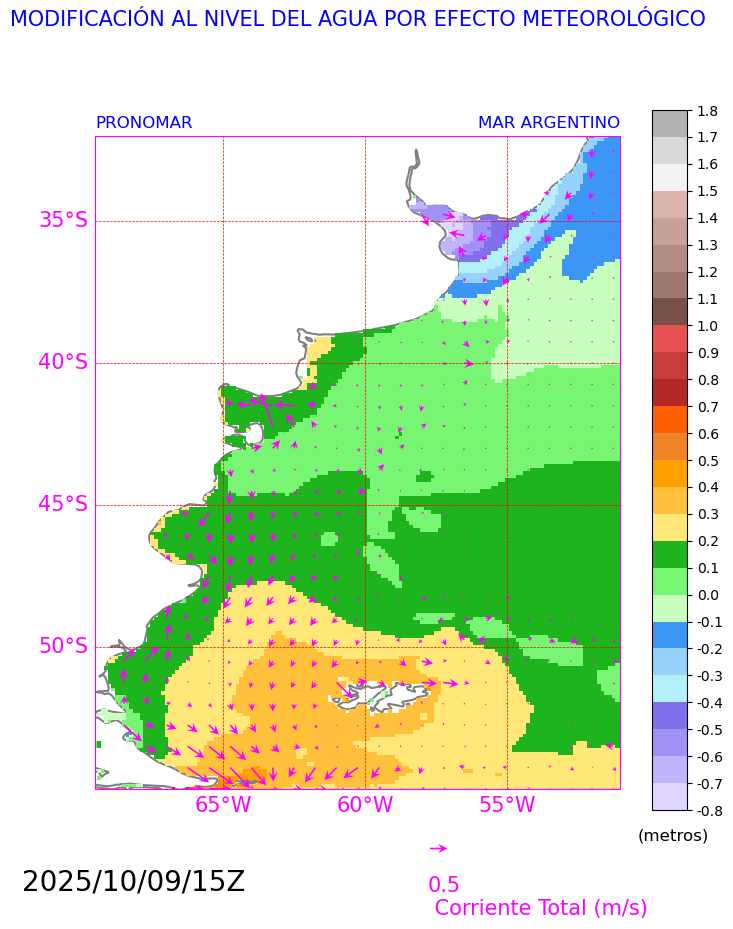 MODIFICACIÓN AL NIVEL DEL AGUA POR EFECTO METEOROLÓGICO
PRONOMAR MAR ARGENTINO
35°S
40°S
45°S
50°S
65°W 60°W 55°W
1.8
1.7
1.6
1.5
1.4
1.3
1.2
1.1
1.0
0.9
0.8
0.7
0.6
0.5
0.4
0.3
0.2
0.1
0.0
-0.1
-0.2
-0.3
-0.4
-0.5
-0.6
-0.7
-0.8
(metros)
2025/10/09/15Z
0.5
Corriente Total (m/s)